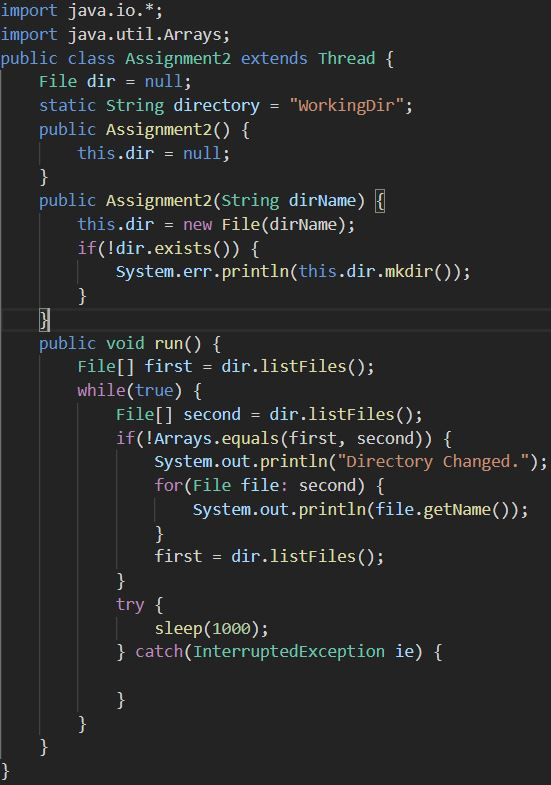 import java.io.*;
import java.util.Arrays;
public class Assignment2 extends Thread {
    File dir = null;
    static String directory = "WorkingDir";
    public Assignment2() {
        this.dir = null;
    }
    public Assignment2(String dirName) {
        this.dir = new File(dirName);
        if(!dir.exists()) {
            System.err.println(this.dir.mkdir());
        }
    }
    public void run() {
        File[] first = dir.listFiles();
        while(true) {
            File[] second = dir.listFiles();
            if(!Arrays.equals(first, second)) {
                System.out.println("Directory Changed.");
                for(File file: second) {
                    System.out.println(file.getName());
                }
                first = dir.listFiles();
            }
            try {
                sleep(1000);
            } catch(InterruptedException ie) {

            }
        }
    }
}